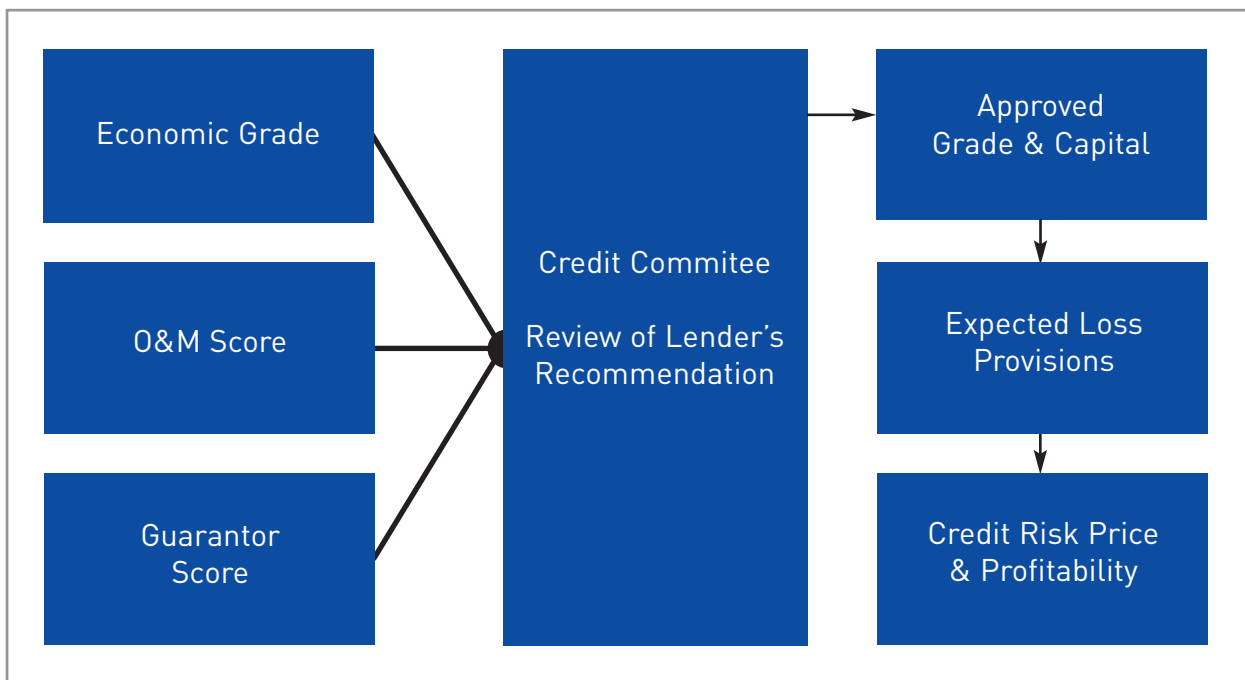 Economic Grade
O&M Score
Guarantor
Score
Credit Commitee
Review of Lender's
Recommendation
Approved
Grade & Capital
Expected Loss
Provisions
Credit Risk Price
& Profitability